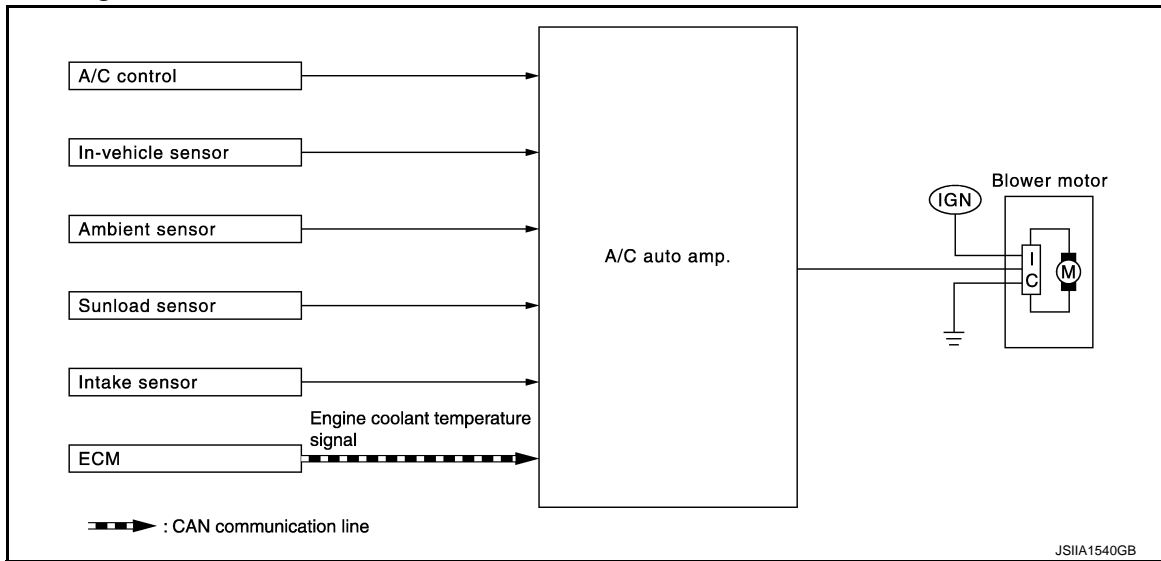 A/C control
In-vehicle sensor
Ambient sensor
Sunload sensor
Intake sensor
ECM
Engine coolant temperature
signal
A/C auto amp.
Blower motor
IGN
I
C
M
: CAN communication line
JSIIA1540GB